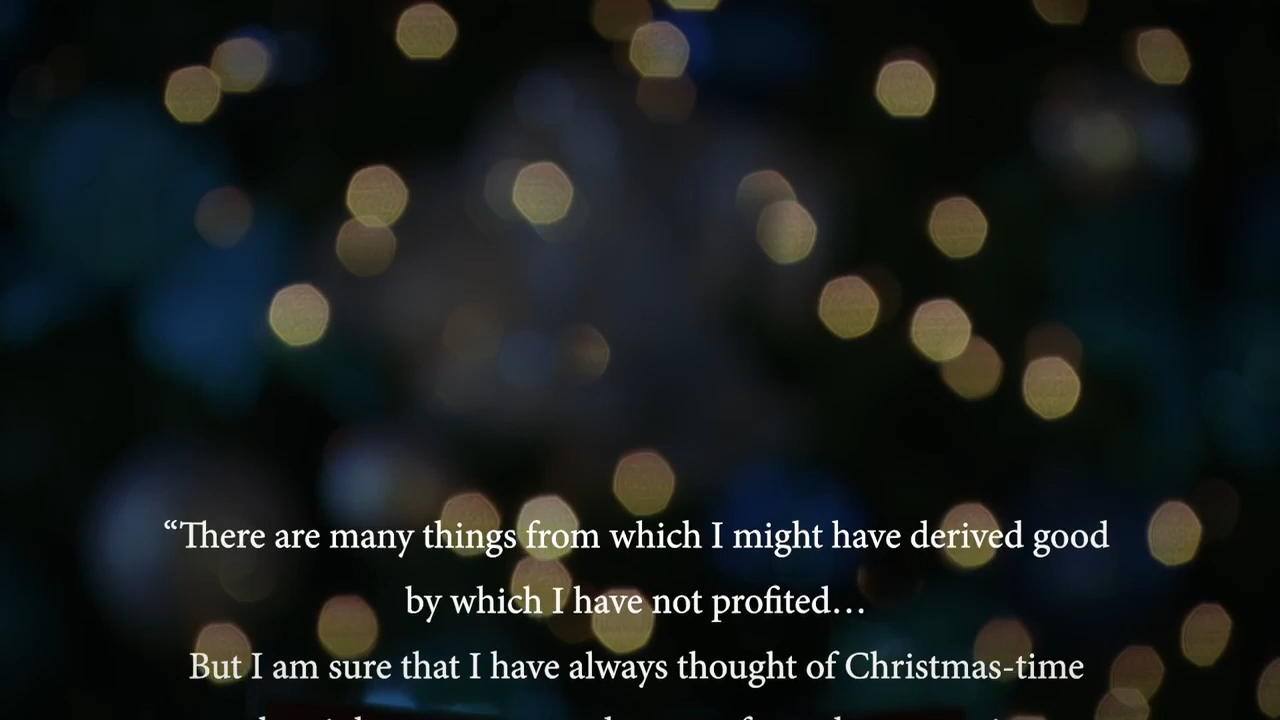 “There are many things from which I might have derived good
by which I have not profited…
But I am sure that I have always thought of Christmas-time